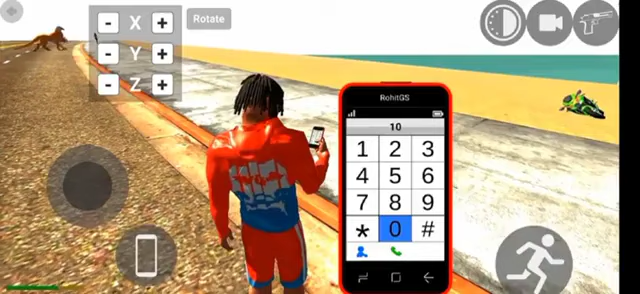 - X +
Rotate
- Y +
- Z +
RohitGS
10
1 2 3
4 5 6
7 8 9
* 0 #